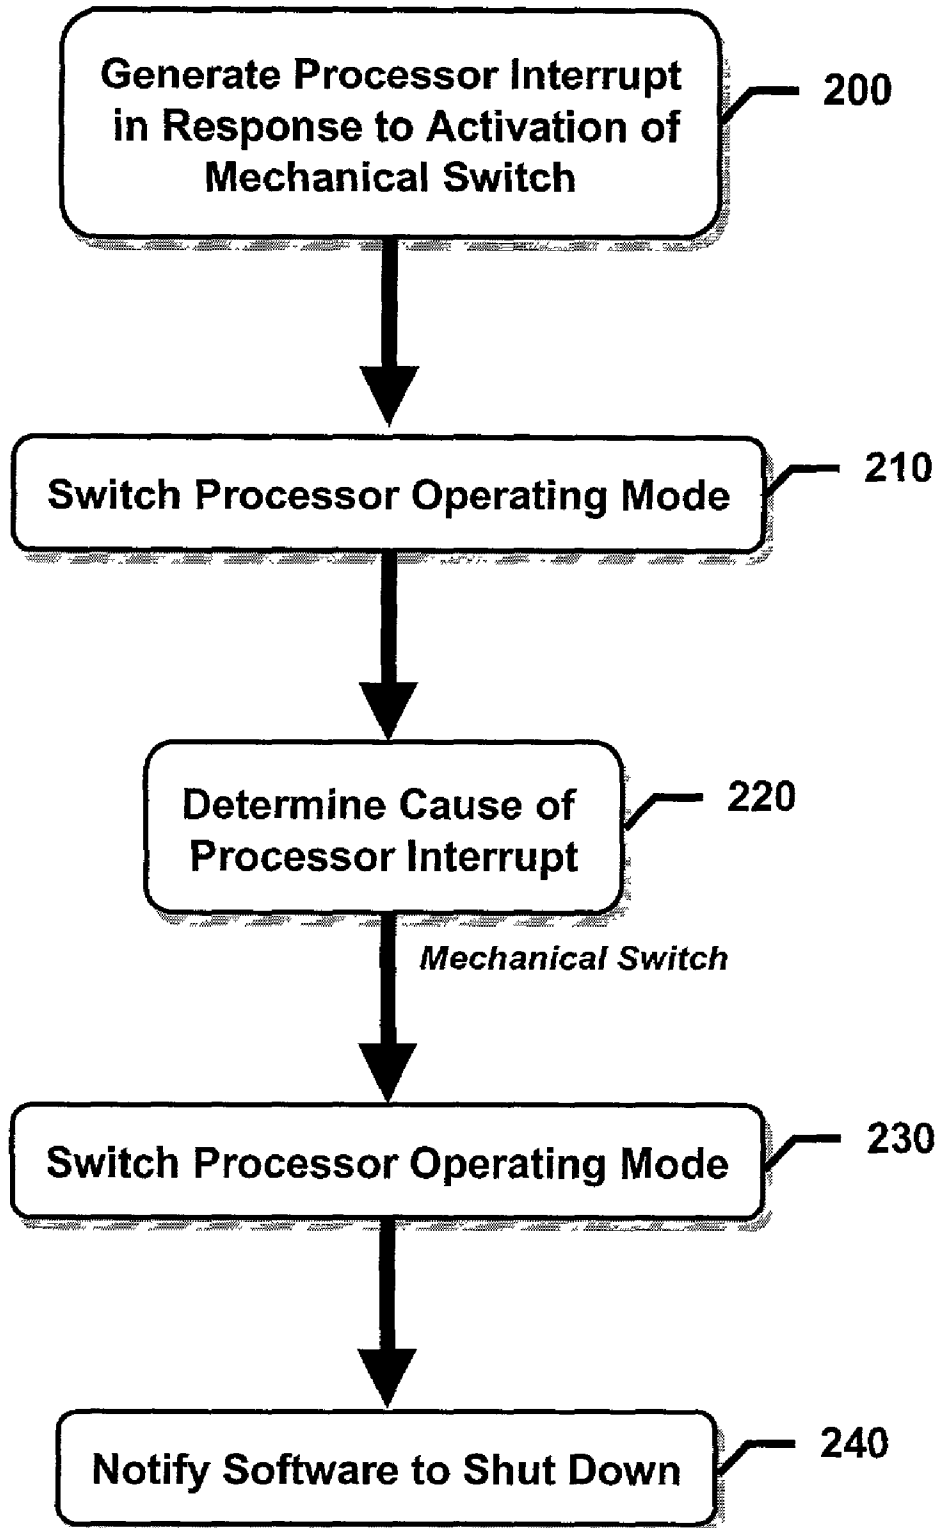 Generate Processor Interrupt
in Response to Activation of
Mechanical Switch
200
Switch Processor Operating Mode
210
Determine Cause of
Processor Interrupt
220
Mechanical Switch
Switch Processor Operating Mode
230
Notify Software to Shut Down
240